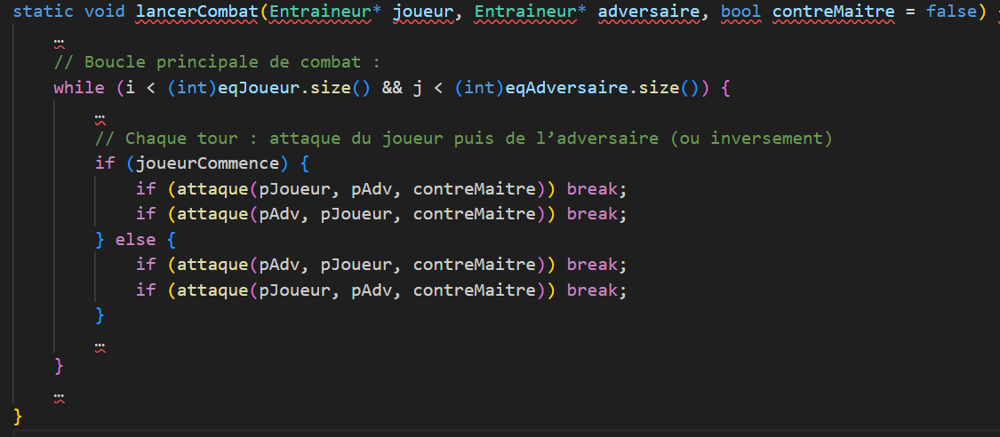 static void lancerCombat(Entraineur* joueur, Entraineur* adversaire, bool contreMaitre = false) {
…
// Boucle principale de combat :
while (i < (int)eqJoueur.size() && j < (int)eqAdversaire.size()) {
…
// Chaque tour : attaque du joueur puis de l’adversaire (ou inversement)
if (joueurCommence) {
if (attaque(pJoueur, pAdv, contreMaitre)) break;
if (attaque(pAdv, pJoueur, contreMaitre)) break;
} else {
if (attaque(pAdv, pJoueur, contreMaitre)) break;
if (attaque(pJoueur, pAdv, contreMaitre)) break;
}
…
}
…
}